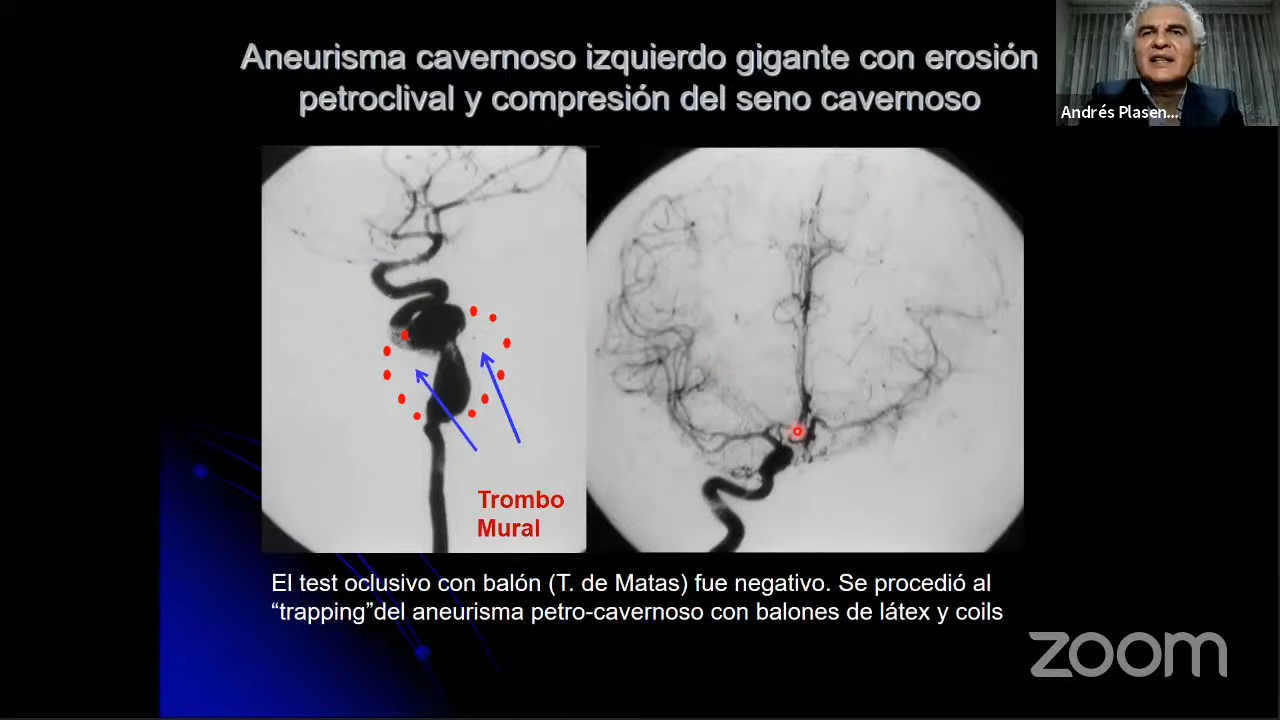 Aneurisma cavernoso izquierdo gigante con erosión
petroclival y compresión del seno cavernoso
Andrés Plasen...
Trombo
Mural
El test oclusivo con balón (T. de Matas) fue negativo. Se procedió al
“trapping”del aneurisma petro-cavernoso con balones de látex y coils
zoom